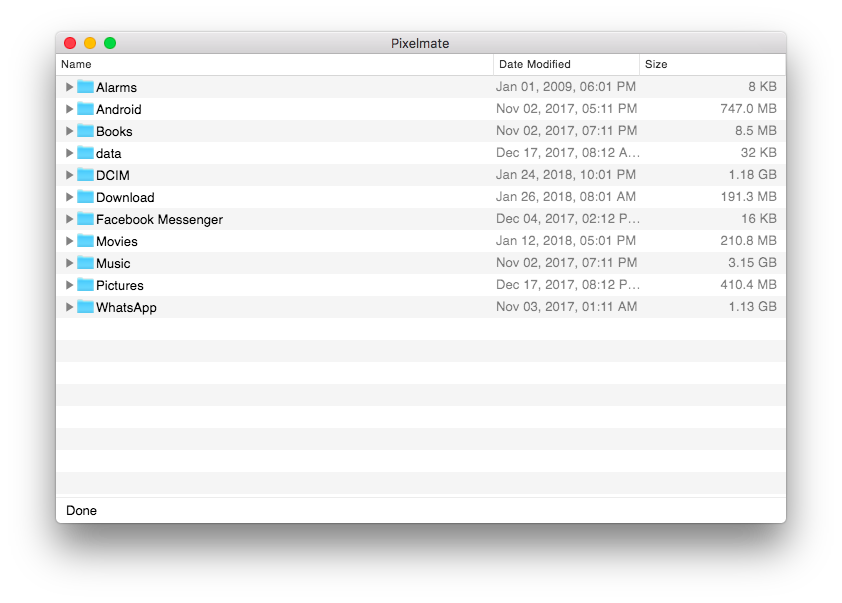 Pixelmate
Name Date Modified Size
Alarms Jan 01, 2009, 06:01 PM 8 KB
Android Nov 02, 2017, 05:11 PM 747.0 MB
Books Nov 02, 2017, 07:11 PM 8.5 MB
data Dec 17, 2017, 08:12 A... 32 KB
DCIM Jan 24, 2018, 10:01 PM 1.18 GB
Download Jan 26, 2018, 08:01 AM 191.3 MB
Facebook Messenger Dec 04, 2017, 02:12 P... 16 KB
Movies Jan 12, 2018, 05:01 PM 210.8 MB
Music Nov 02, 2017, 07:11 PM 3.15 GB
Pictures Dec 17, 2017, 08:12 P... 410.4 MB
WhatsApp Nov 03, 2017, 01:11 AM 1.13 GB
Done